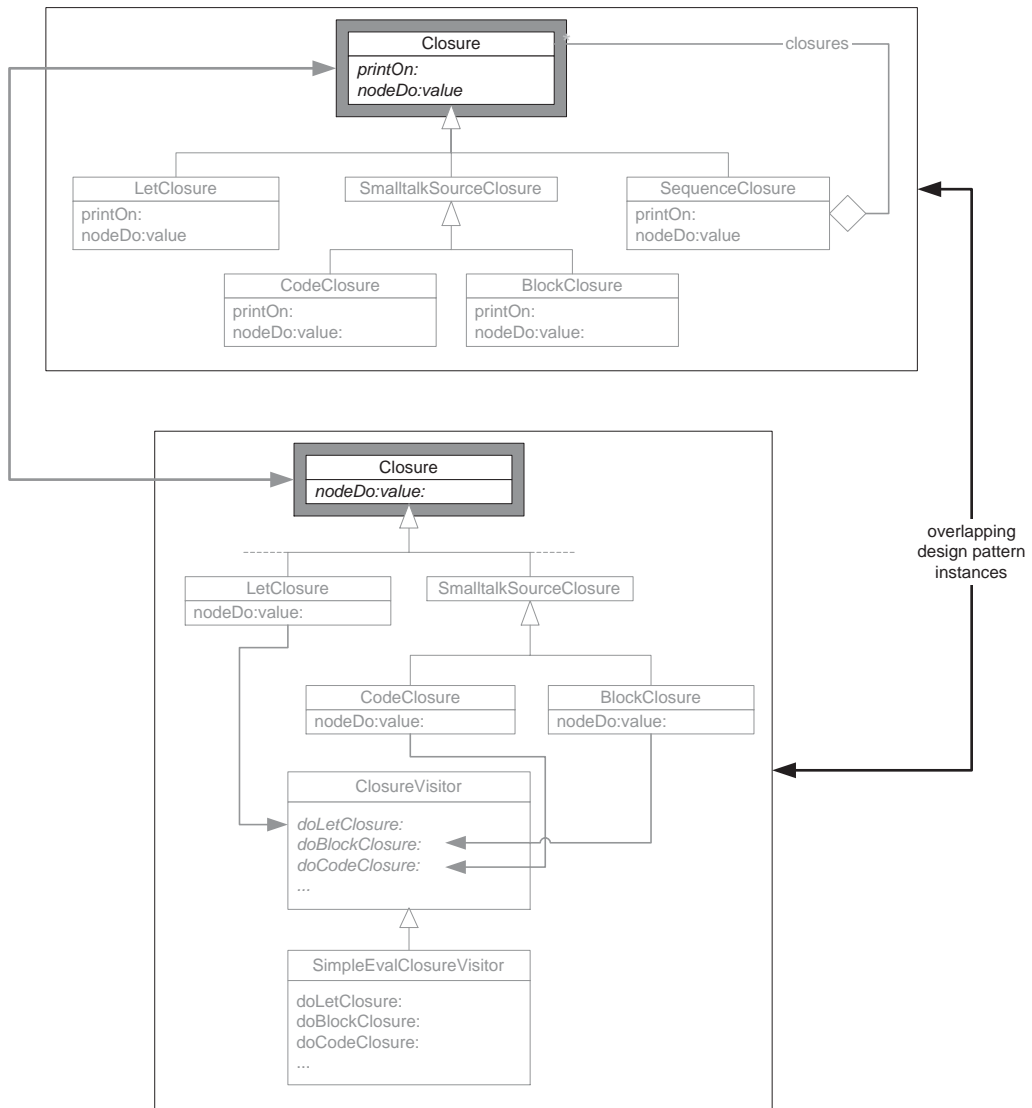 Closure
*
closures
printOn:
nodeDo:value
LetClosure
printOn:
nodeDo:value
SmalltalkSourceClosure
SequenceClosure
printOn:
nodeDo:value
CodeClosure
printOn:
nodeDo:value:
BlockClosure
printOn:
nodeDo:value:
Closure
nodeDo:value:
overlapping
design pattern
instances
LetClosure
nodeDo:value:
SmalltalkSourceClosure
CodeClosure
nodeDo:value:
BlockClosure
nodeDo:value:
ClosureVisitor
doLetClosure:
doBlockClosure:
doCodeClosure:
...
SimpleEvalClosureVisitor
doLetClosure:
doBlockClosure:
doCodeClosure:
...